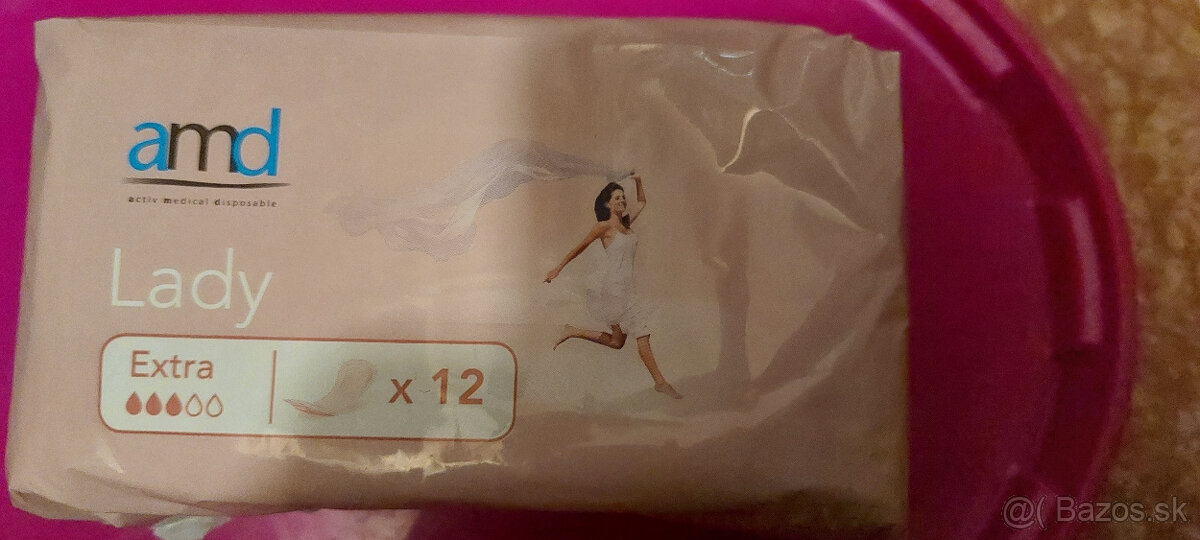 amd
activ medical disposable
Lady
Extra
x 12
@( Bazos.sk